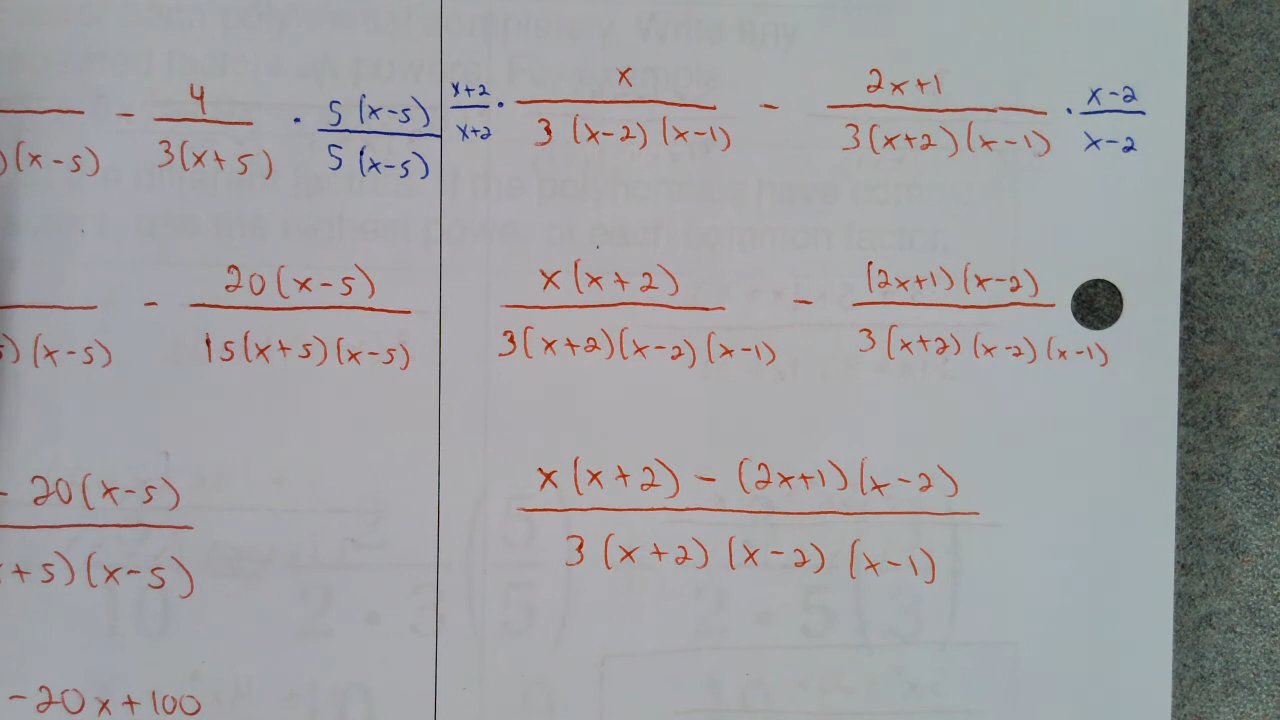 )(x-5) - 4/3(x+5) · 5(x-5)/5(x-5)
)(x-5) - 20(x-5)/15(x+5)(x-5)
- 20(x-5)
+5)(x-5)
-20x+100
x+2/x+2 · x/3(x-2)(x-1) - 2x+1/3(x+2)(x-1) · x-2/x-2
x(x+2)/3(x+2)(x-2)(x-1) - (2x+1)(x-2)/3(x+2)(x-2)(x-1)
x(x+2) - (2x+1)(x-2)
3(x+2)(x-2)(x-1)